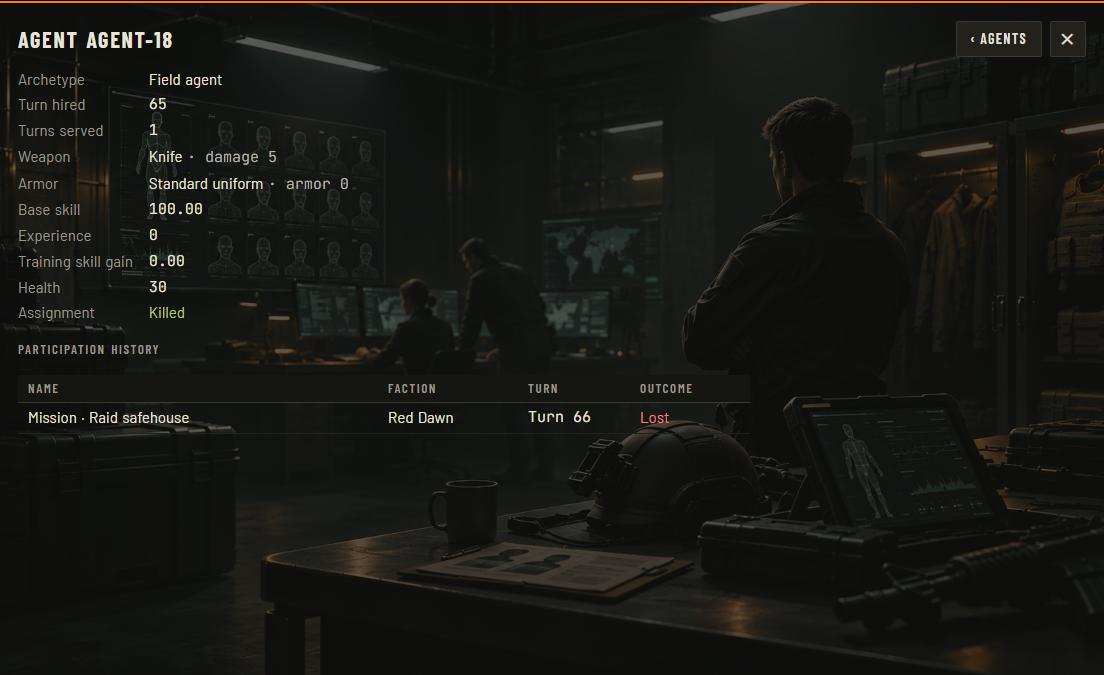 AGENT AGENT-18
‹ AGENTS ✕
Archetype Field agent
Turn hired 65
Turns served 1
Weapon Knife · damage 5
Armor Standard uniform · armor 0
Base skill 100.00
Experience 0
Training skill gain 0.00
Health 30
Assignment Killed
PARTICIPATION HISTORY
NAME FACTION TURN OUTCOME
Mission · Raid safehouse Red Dawn Turn 66 Lost